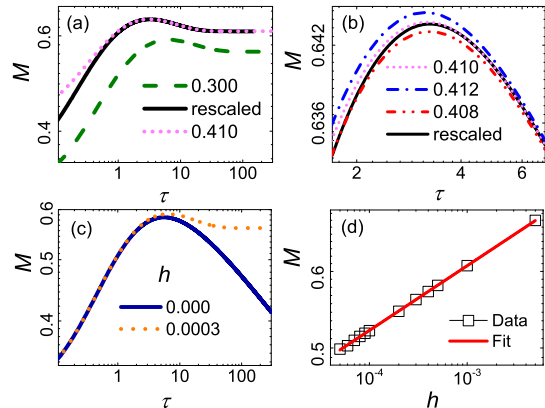 (a)
M
0.6
0.4
0.300
rescaled
0.410
1
10
100
τ
(b)
M
0.642
0.636
0.410
0.412
0.408
rescaled
2
4
6
τ
(c)
M
0.6
0.5
0.4
h
0.000
0.0003
1
10
100
τ
(d)
M
0.6
0.5
Data
Fit
10⁻⁴
10⁻³
h